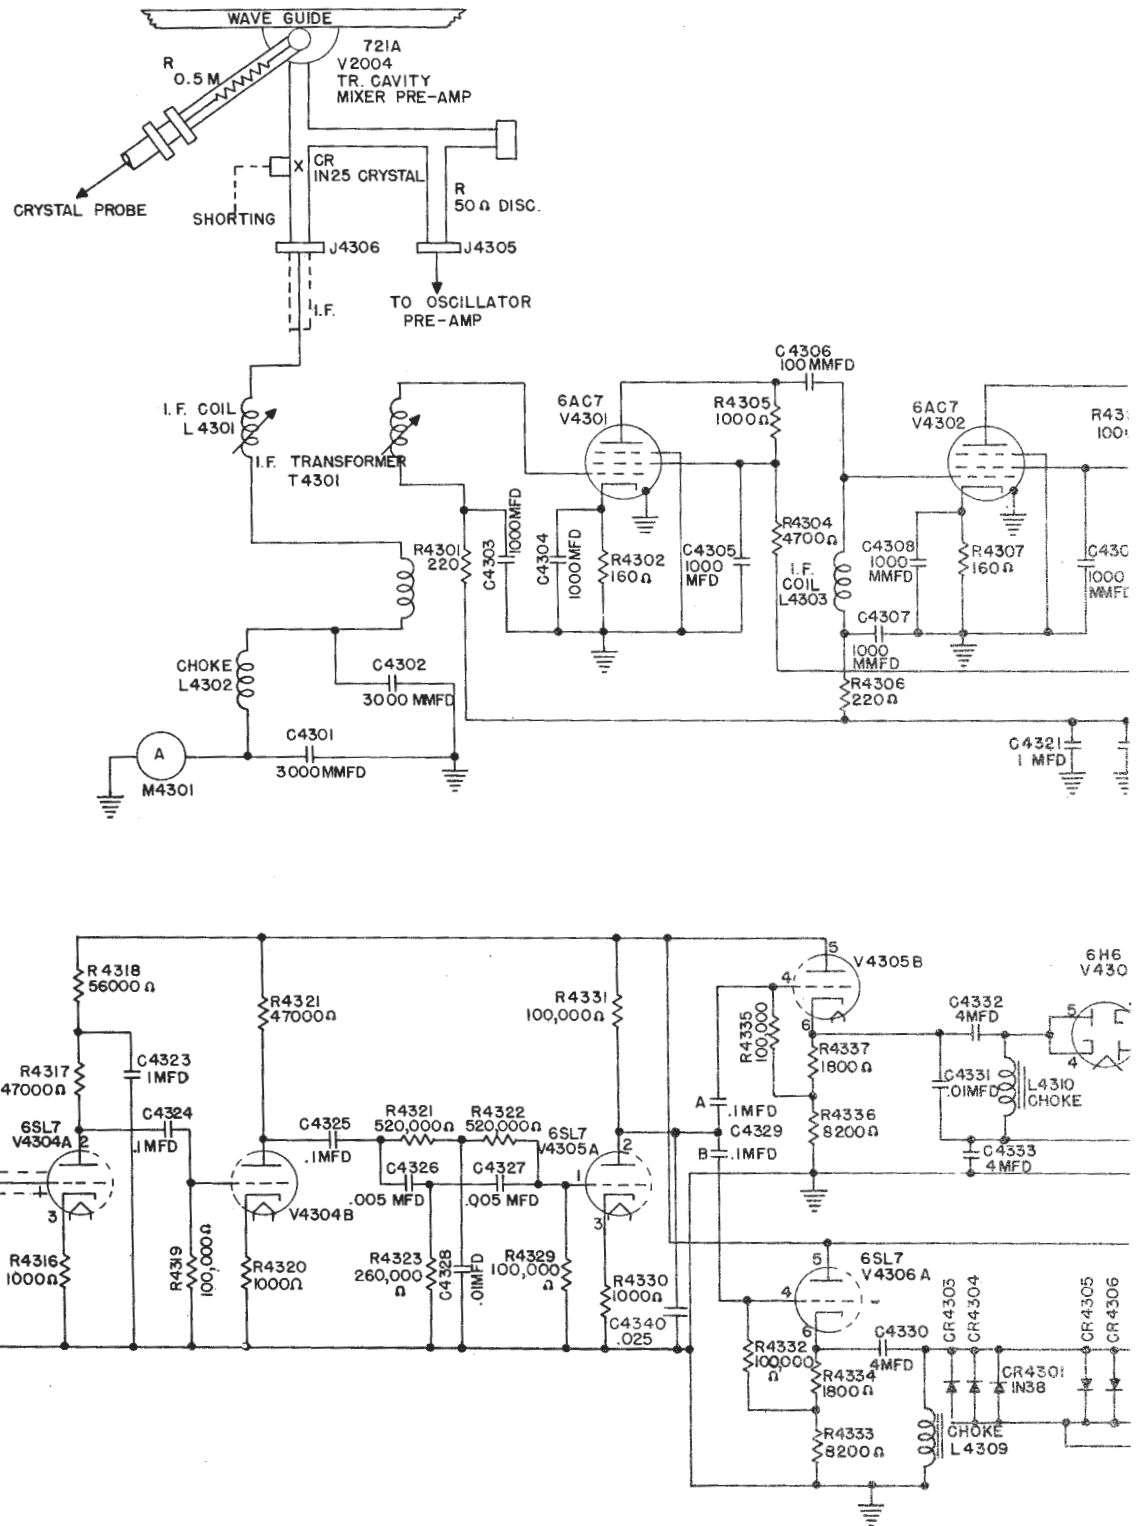 WAVE GUIDE
721A
V2004
TR. CAVITY
MIXER PRE-AMP
R
0.5 M
CRYSTAL PROBE
SHORTING
CR
IN25 CRYSTAL
R
50Ω DISC.
J4306
J4305
I.F.
TO OSCILLATOR
PRE-AMP
I.F. COIL
L4301
I.F. TRANSFORMER
T4301
6AC7
V4301
R4305
1000Ω
C4306
100MMFD
6AC7
V4302
R4301
220
C4303
1000MFD
C4304
1000MFD
R4302
160Ω
C4305
1000
MFD
R4304
4700Ω
I.F.
COIL
L4303
C4308
1000
MMFD
R4307
160Ω
C430
1000
MMFD
C4307
1000
MMFD
R4306
220Ω
CHOKE
L4302
C4302
3000 MMFD
C4301
3000MMFD
A
M4301
C4321
1 MFD
R4318
56000Ω
R4321
47000Ω
R4331
100,000Ω
5
V4305B
4
6
6H6
V430
R4317
47000Ω
C4323
.1MFD
C4324
.1MFD
6SL7
V4304A
2
3
C4325
.1MFD
R4321
520,000Ω
R4322
520,000Ω
6SL7
V4305A
2
1
3
C4326
.005 MFD
C4327
.005 MFD
V4304B
R4335
100,000
R4337
1800Ω
R4336
8200Ω
A
.1MFD
C4329
B
.1MFD
C4332
4MFD
5
4
C4331
.01MFD
L4310
CHOKE
C4333
4MFD
R4316
1000Ω
R4319
100,000Ω
R4320
1000Ω
R4323
260,000
Ω
C4328
.01MFD
R4329
100,000
Ω
R4330
1000Ω
C4340
.025
5
6SL7
V4306A
4
6
R4332
100,000
Ω
R4334
1800Ω
R4333
8200Ω
C4330
4MFD
CR4303
CR4304
CR4301
IN38
CR4305
CR4306
CHOKE
L4309